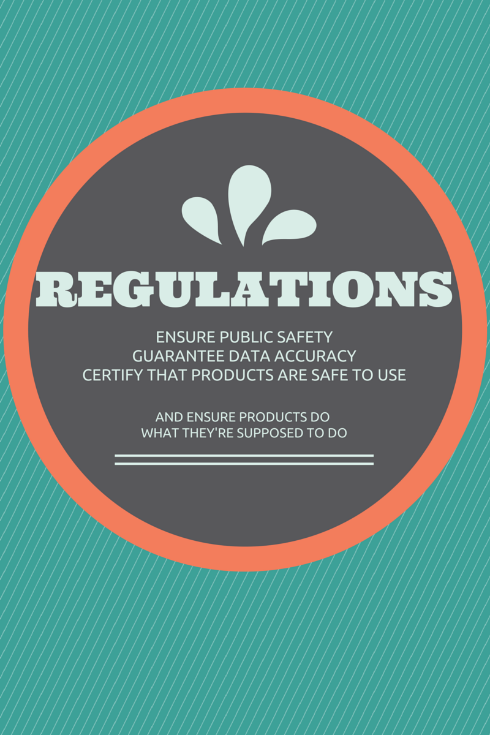 REGULATIONS
ENSURE PUBLIC SAFETY
GUARANTEE DATA ACCURACY
CERTIFY THAT PRODUCTS ARE SAFE TO USE
AND ENSURE PRODUCTS DO
WHAT THEY'RE SUPPOSED TO DO